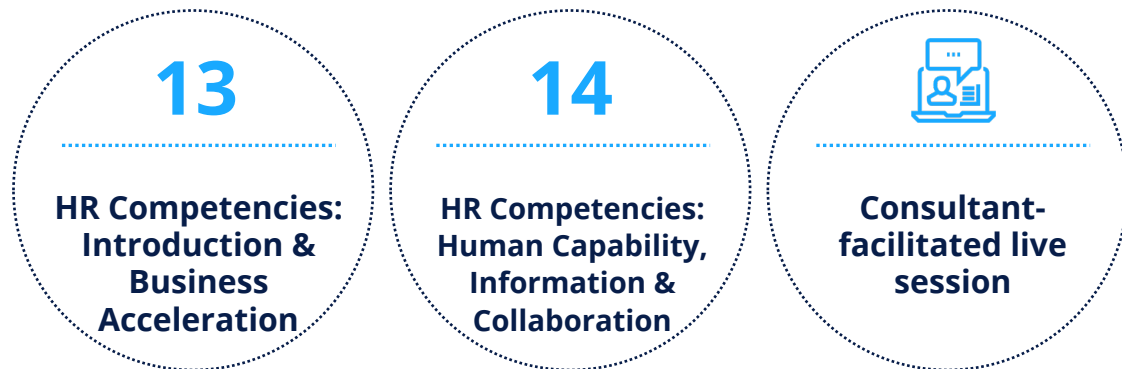 13
HR Competencies:
Introduction &
Business
Acceleration
14
HR Competencies:
Human Capability,
Information &
Collaboration
Consultant-
facilitated live
session